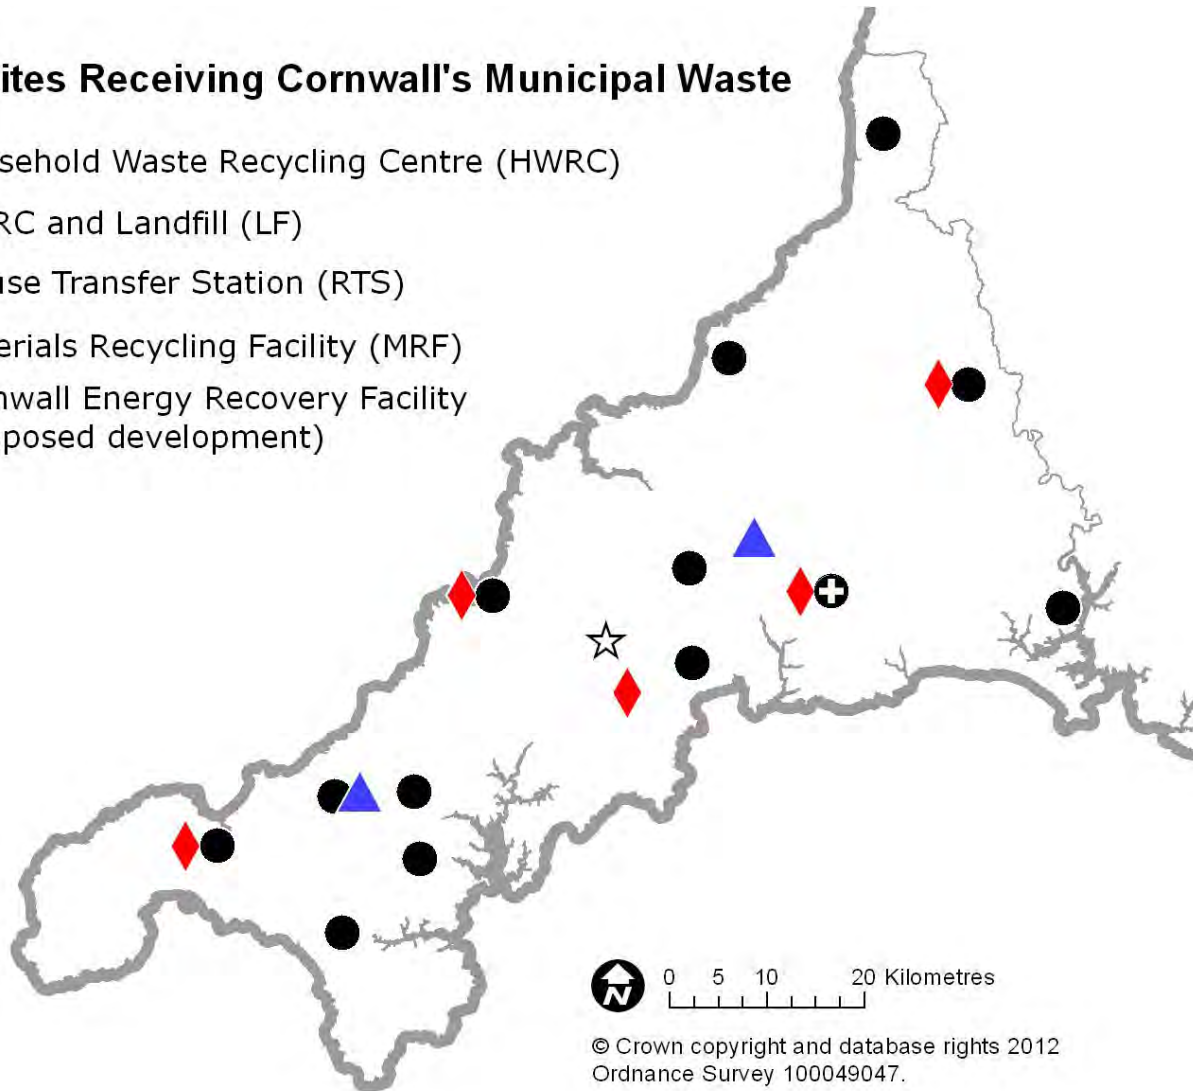 ites Receiving Cornwall's Municipal Waste
sehold Waste Recycling Centre (HWRC)
RC and Landfill (LF)
use Transfer Station (RTS)
erials Recycling Facility (MRF)
nwall Energy Recovery Facility
posed development)
N
0 5 10 20 Kilometres
© Crown copyright and database rights 2012
Ordnance Survey 100049047.